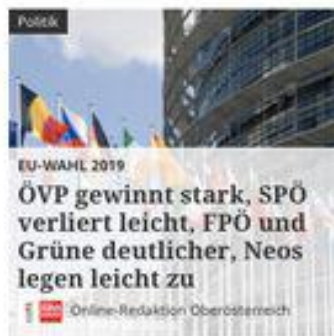 Politik
EU-WAHL 2019
ÖVP gewinnt stark, SPÖ
verliert leicht, FPÖ und
Grüne deutlicher, Neos
legen leicht zu
Online-Redaktion Oberösterreich